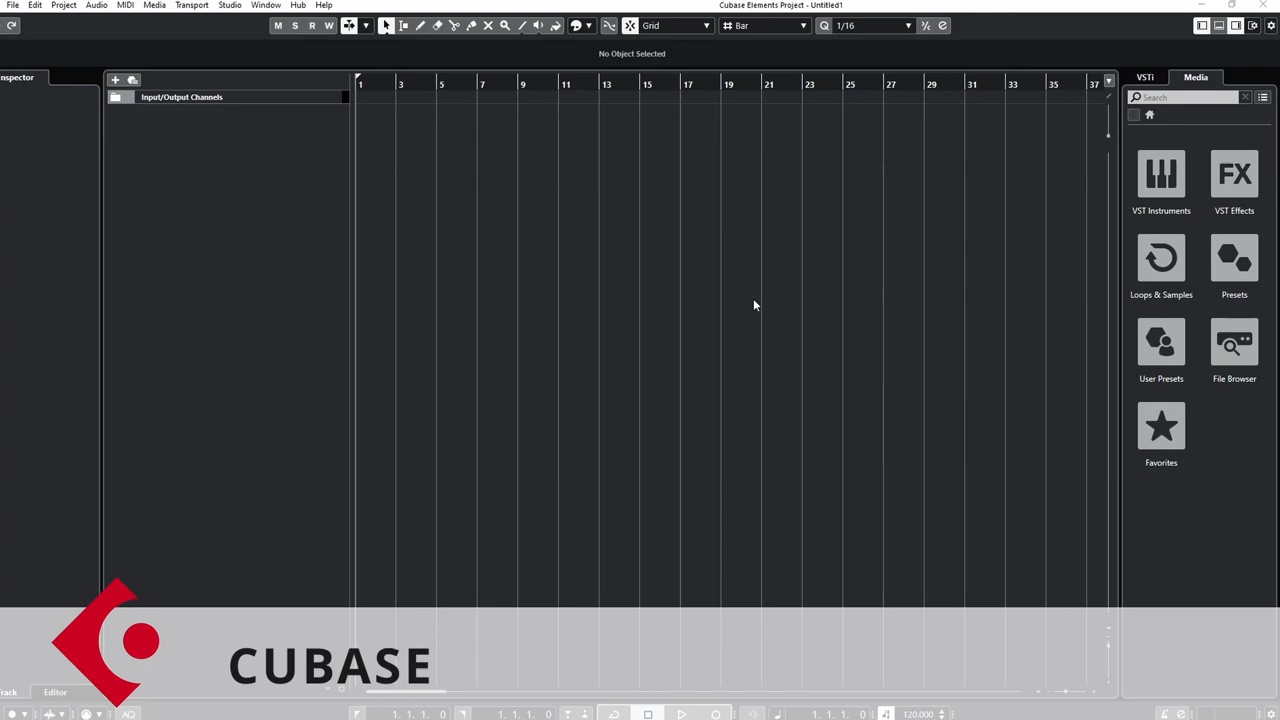 File Edit Project Audio MIDI Media Transport Studio Window Hub Help
Cubase Elements Project - Untitled1
M S R W
Grid
Bar
Q 1/16
No Object Selected
nspector
Input/Output Channels
1 3 5 7 9 11 13 15 17 19 21 23 25 27 29 31 33 35 37
VSTi Media
Search
VST Instruments
FX
VST Effects
Loops & Samples
Presets
User Presets
File Browser
Favorites
CUBASE
rack Editor
AQ
1. 1. 1. 0
1. 1. 1. 0
1. 1. 1. 0
120.000